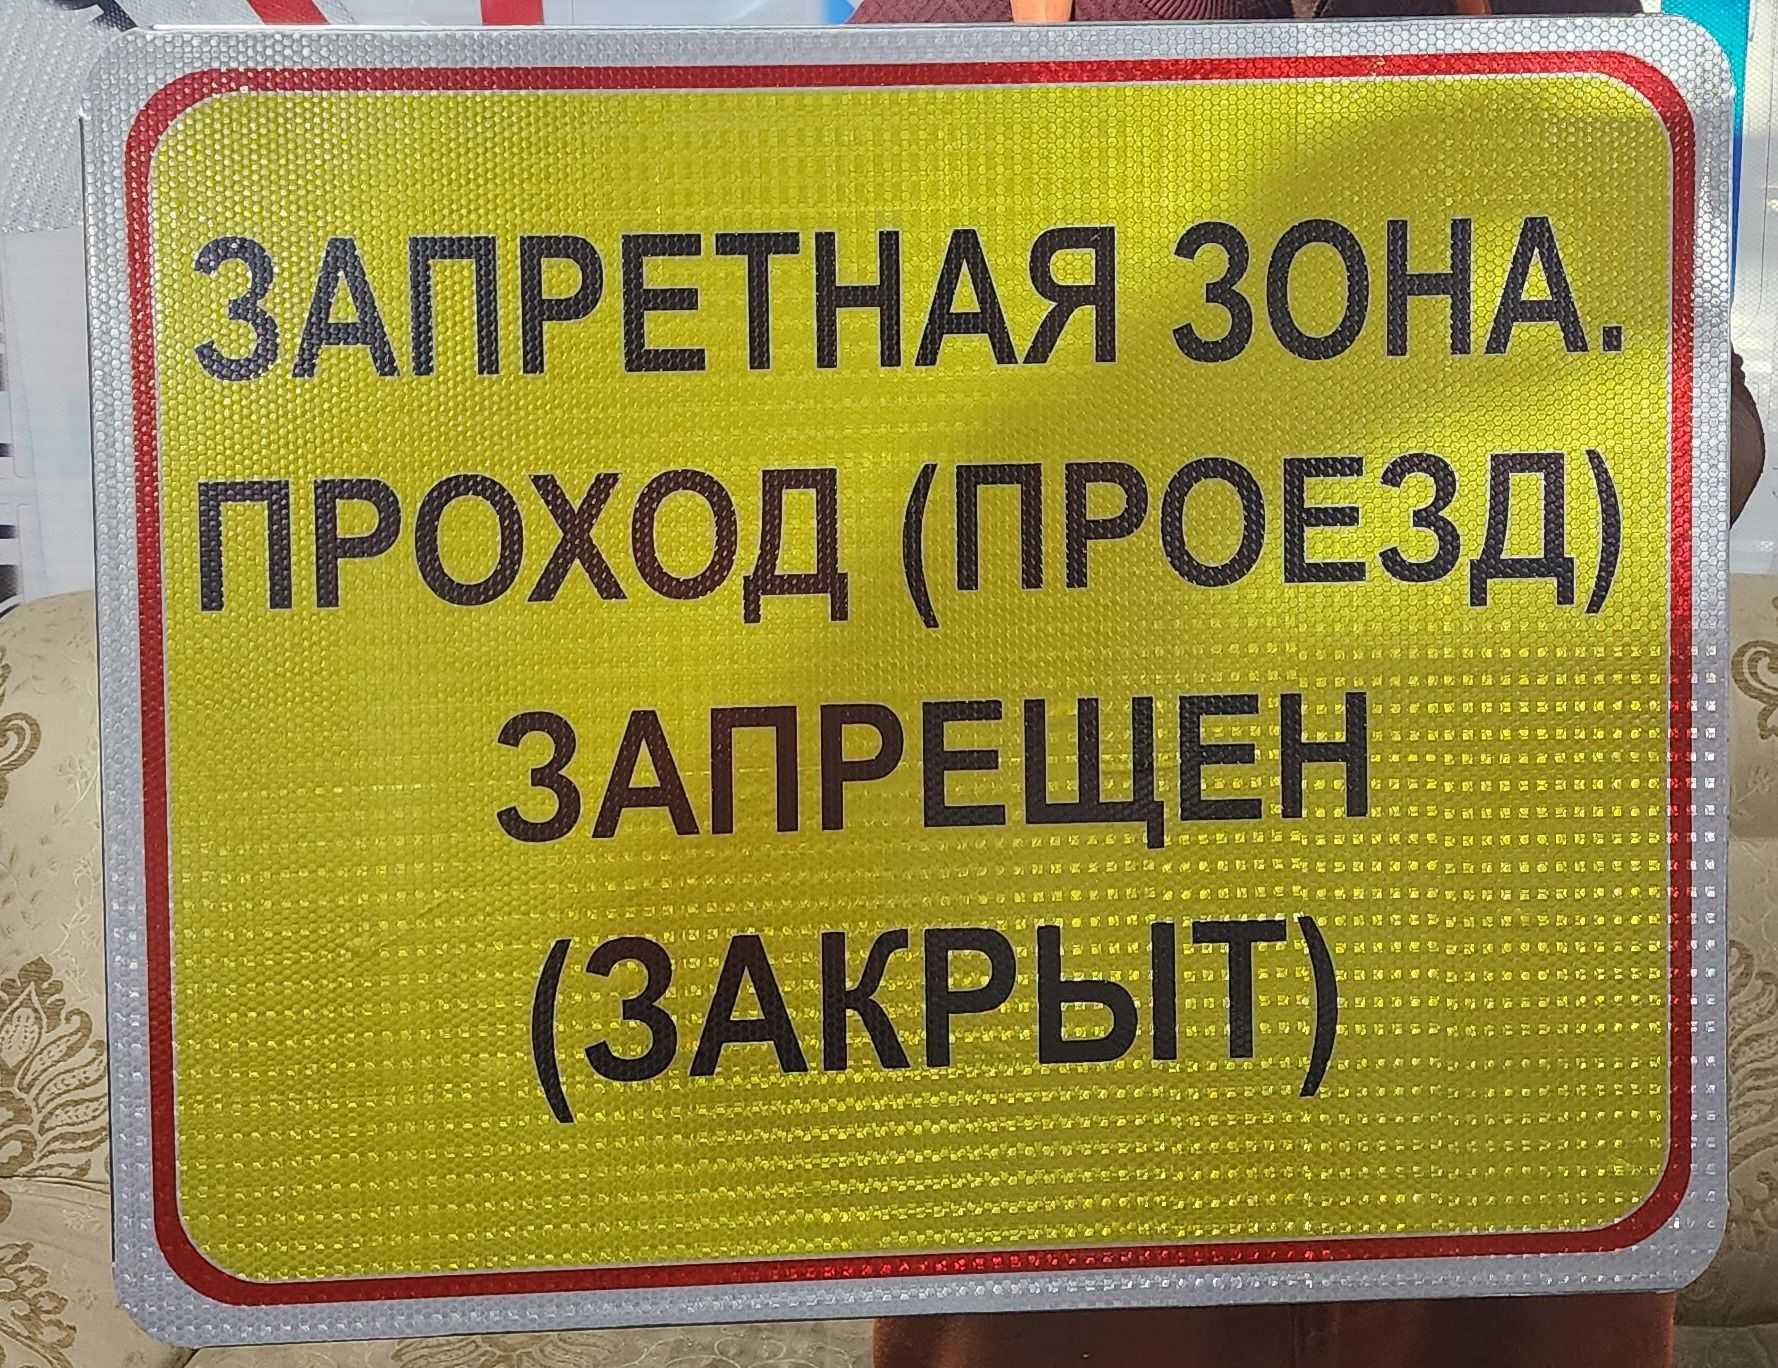 ЗАПРЕТНАЯ ЗОНА.
ПРОХОД (ПРОЕЗД)
ЗАПРЕЩЕН
(ЗАКРЫТ)